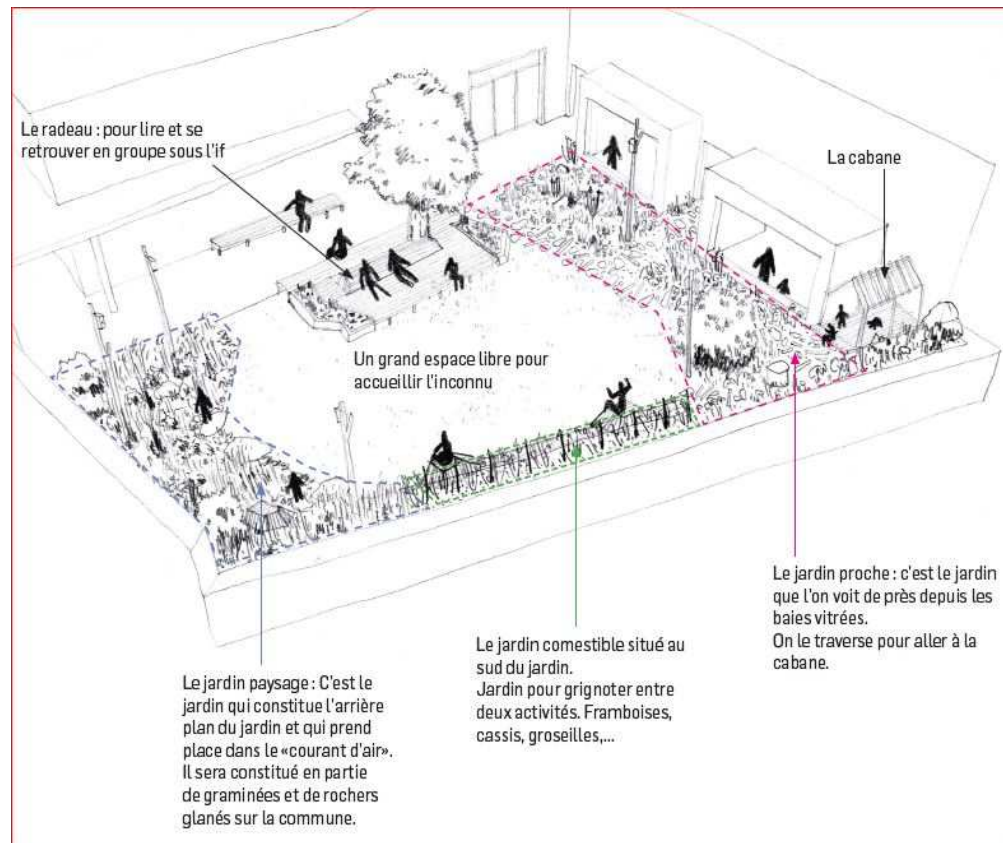 Le radeau : pour lire et se
retrouver en groupe sous l'if
La cabane
Un grand espace libre pour
accueillir l'inconnu
Le jardin proche : c'est le jardin
que l'on voit de près depuis les
baies vitrées.
On le traverse pour aller à la
cabane.
Le jardin comestible situé au
sud du jardin.
Jardin pour grignoter entre
deux activités. Framboises,
cassis, groseilles,...
Le jardin paysage : C'est le
jardin qui constitue l'arrière
plan du jardin et qui prend
place dans le «courant d'air».
Il sera constitué en partie
de graminées et de rochers
glanés sur la commune.